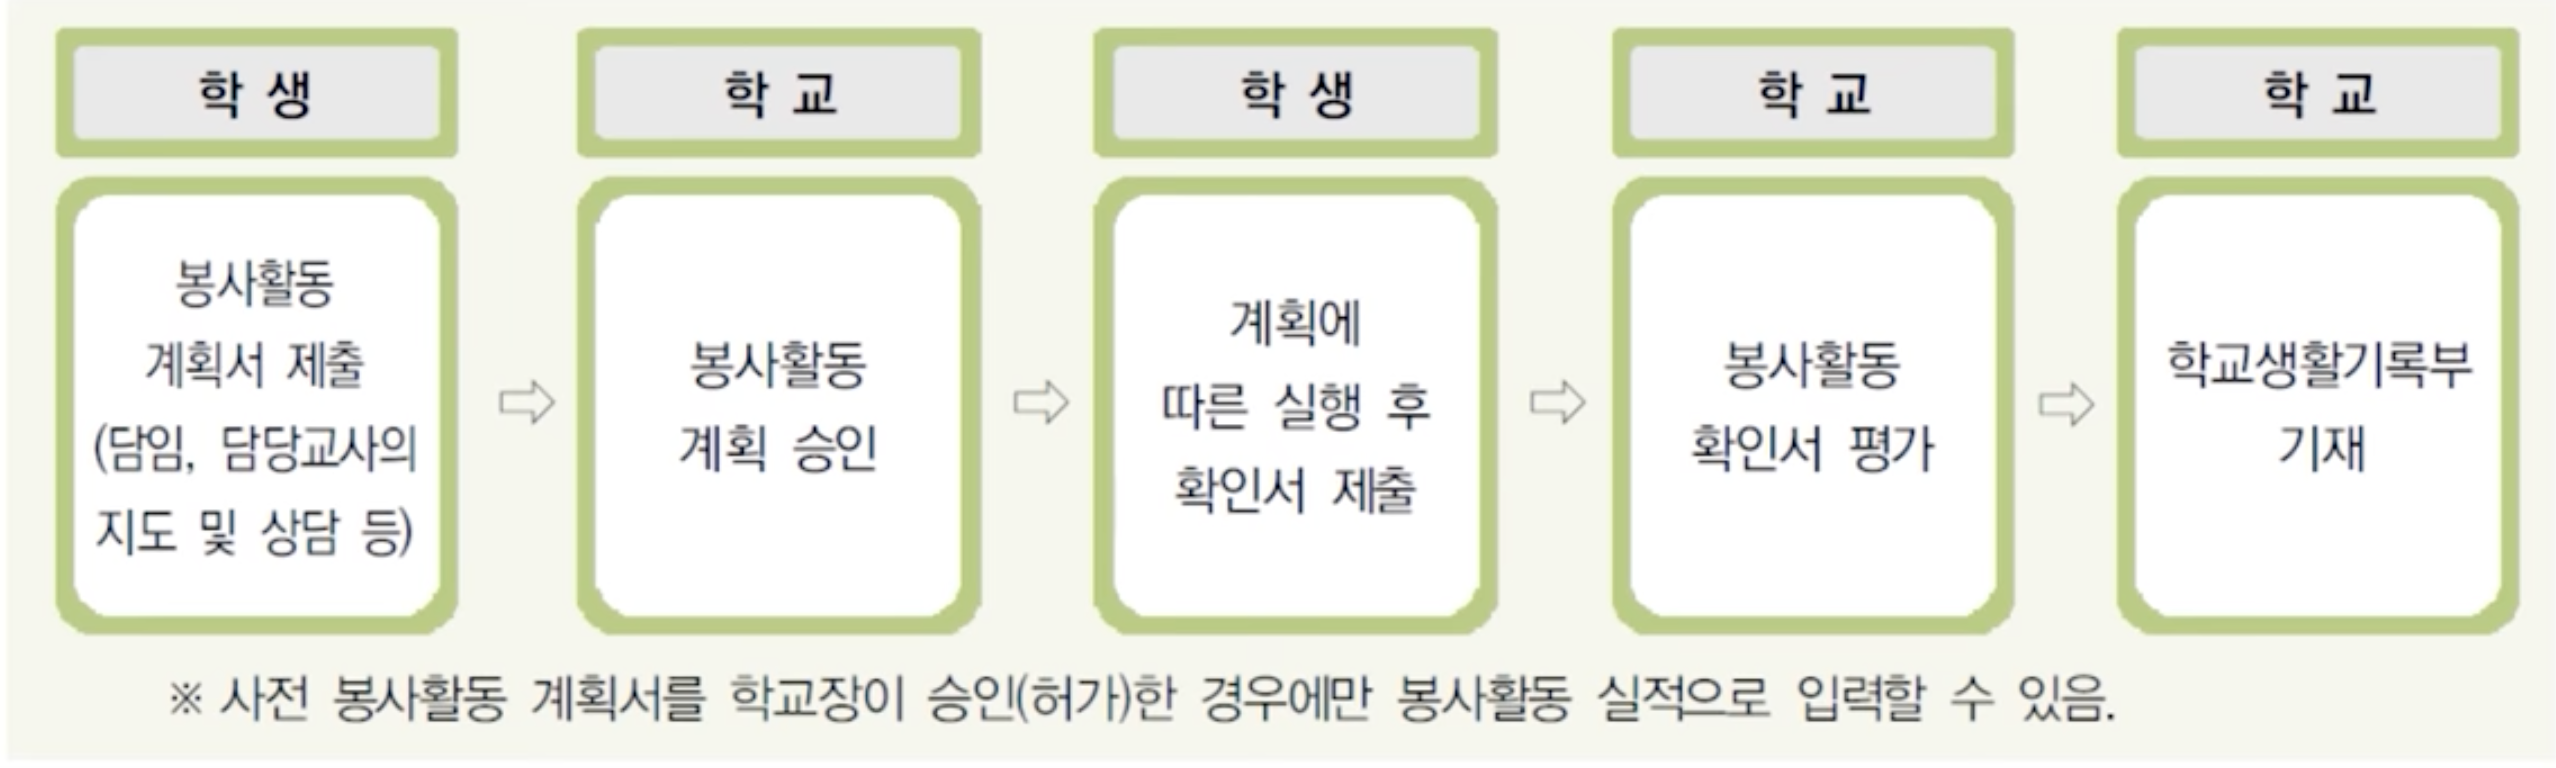 학 생
봉사활동
계획서 제출
(담임, 담당교사의
지도 및 상담 등)
학 교
봉사활동
계획 승인
학 생
계획에
따른 실행 후
확인서 제출
학 교
봉사활동
확인서 평가
학 교
학교생활기록부
기재
※ 사전 봉사활동 계획서를 학교장이 승인(허가)한 경우에만 봉사활동 실적으로 입력할 수 있음.